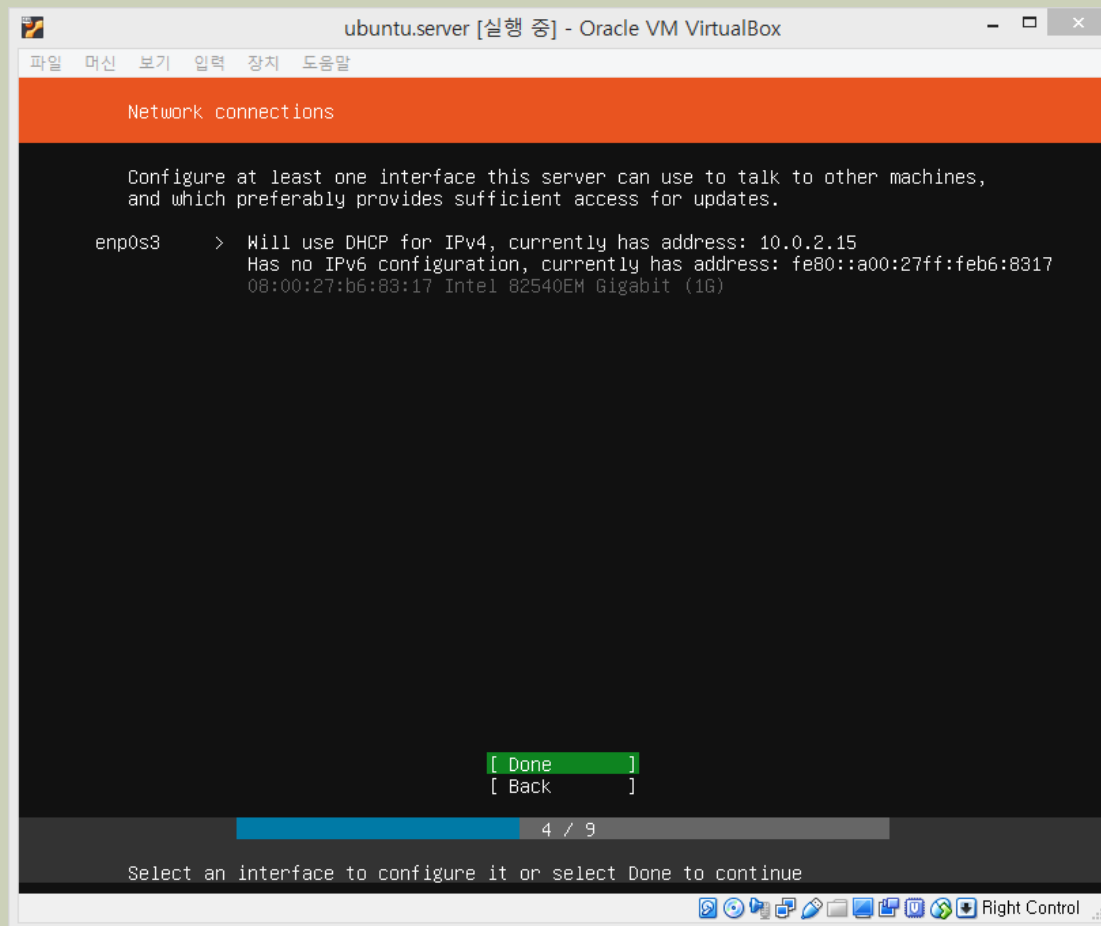 ubuntu.server [실행 중] - Oracle VM VirtualBox
파일 머신 보기 입력 장치 도움말
Network connections
Configure at least one interface this server can use to talk to other machines,
and which preferably provides sufficient access for updates.
enp0s3 > Will use DHCP for IPv4, currently has address: 10.0.2.15
Has no IPv6 configuration, currently has address: fe80::a00:27ff:feb6:8317
08:00:27:b6:83:17 Intel 82540EM Gigabit (1G)
[ Done ]
[ Back ]
4 / 9
Select an interface to configure it or select Done to continue
Right Control